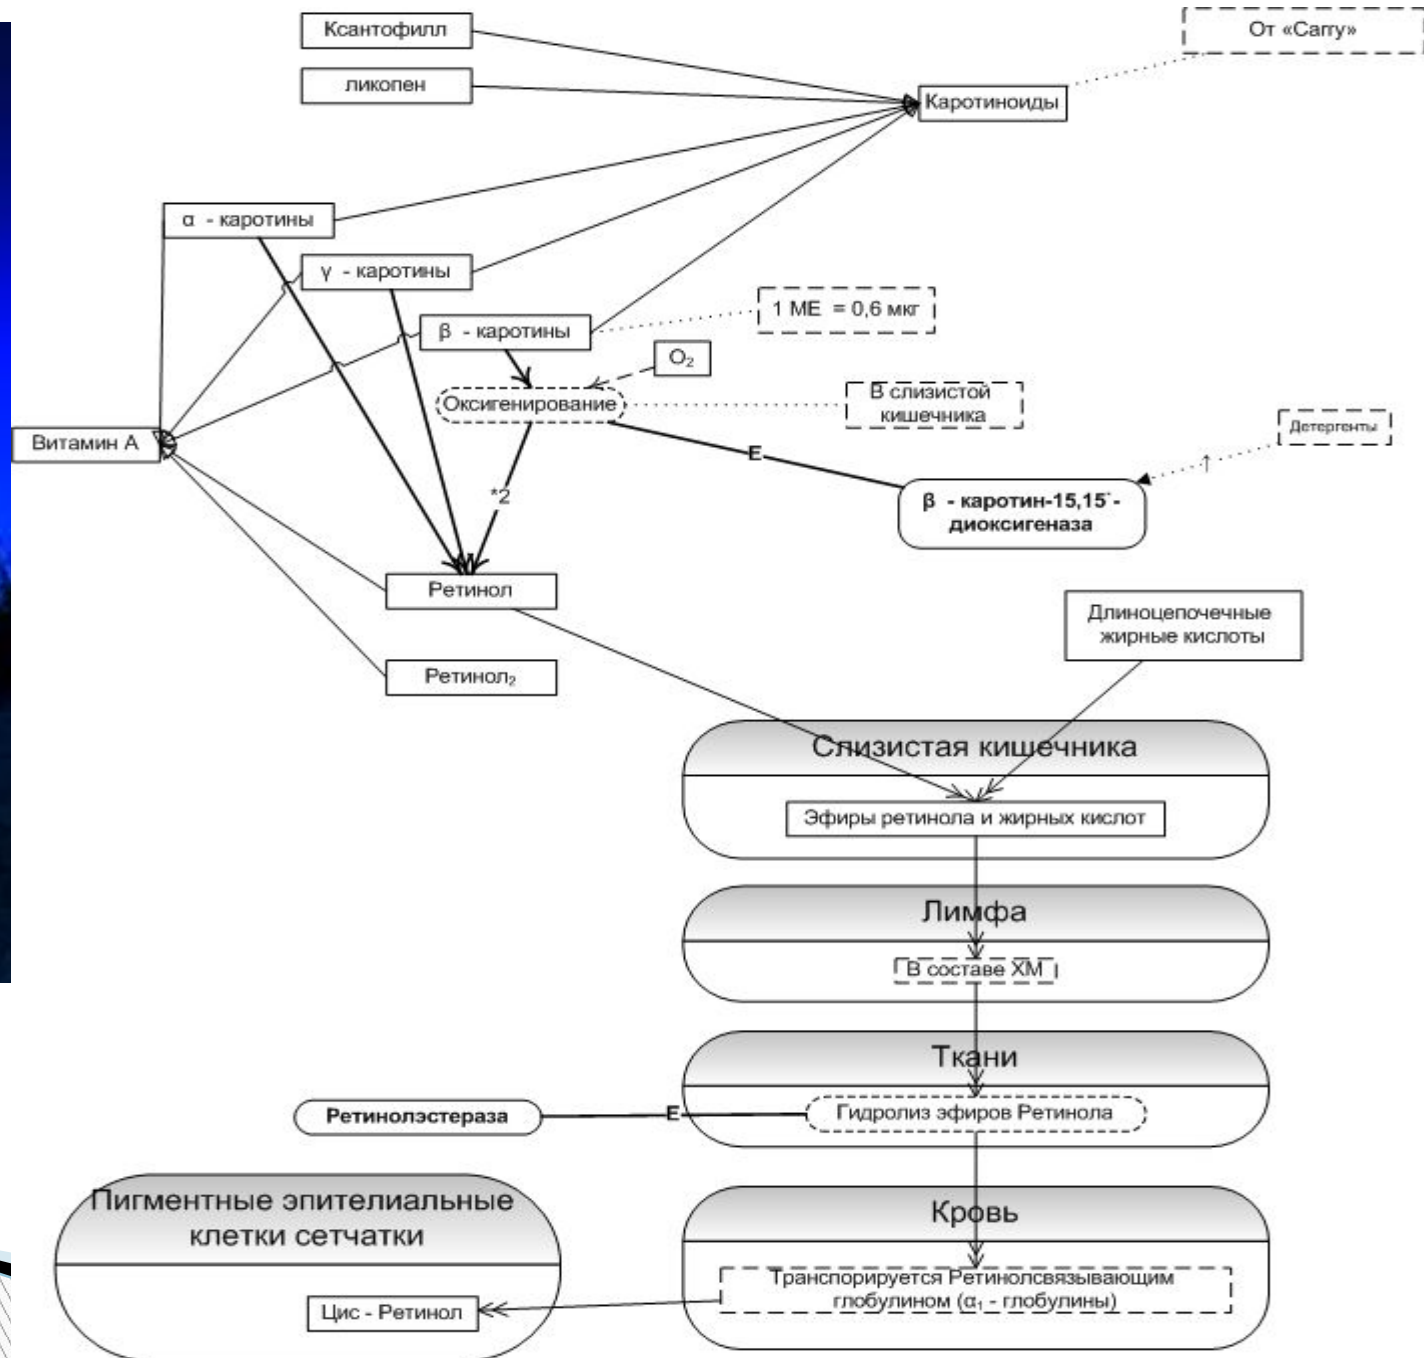 Ксантофилл
От «Carry»
ликопен
Каротиноиды
α - каротины
γ - каротины
1 МЕ = 0,6 мкг
β - каротины
O₂
Оксигенирование
В слизистой
кишечника
Детергенты
Витамин А
E
↑
*2
β - каротин-15,15`-
диоксигеназа
Ретинол
Длиноцепочечные
жирные кислоты
Ретинол₂
Слизистая кишечника
Эфиры ретинола и жирных кислот
Лимфа
В составе ХМ
Ткани
Ретинолэстераза
E
Гидролиз эфиров Ретинола
Пигментные эпителиальные
клетки сетчатки
Кровь
Транспорируется Ретинолсвязывающим
глобулином (α₁ - глобулины)
Цис - Ретинол